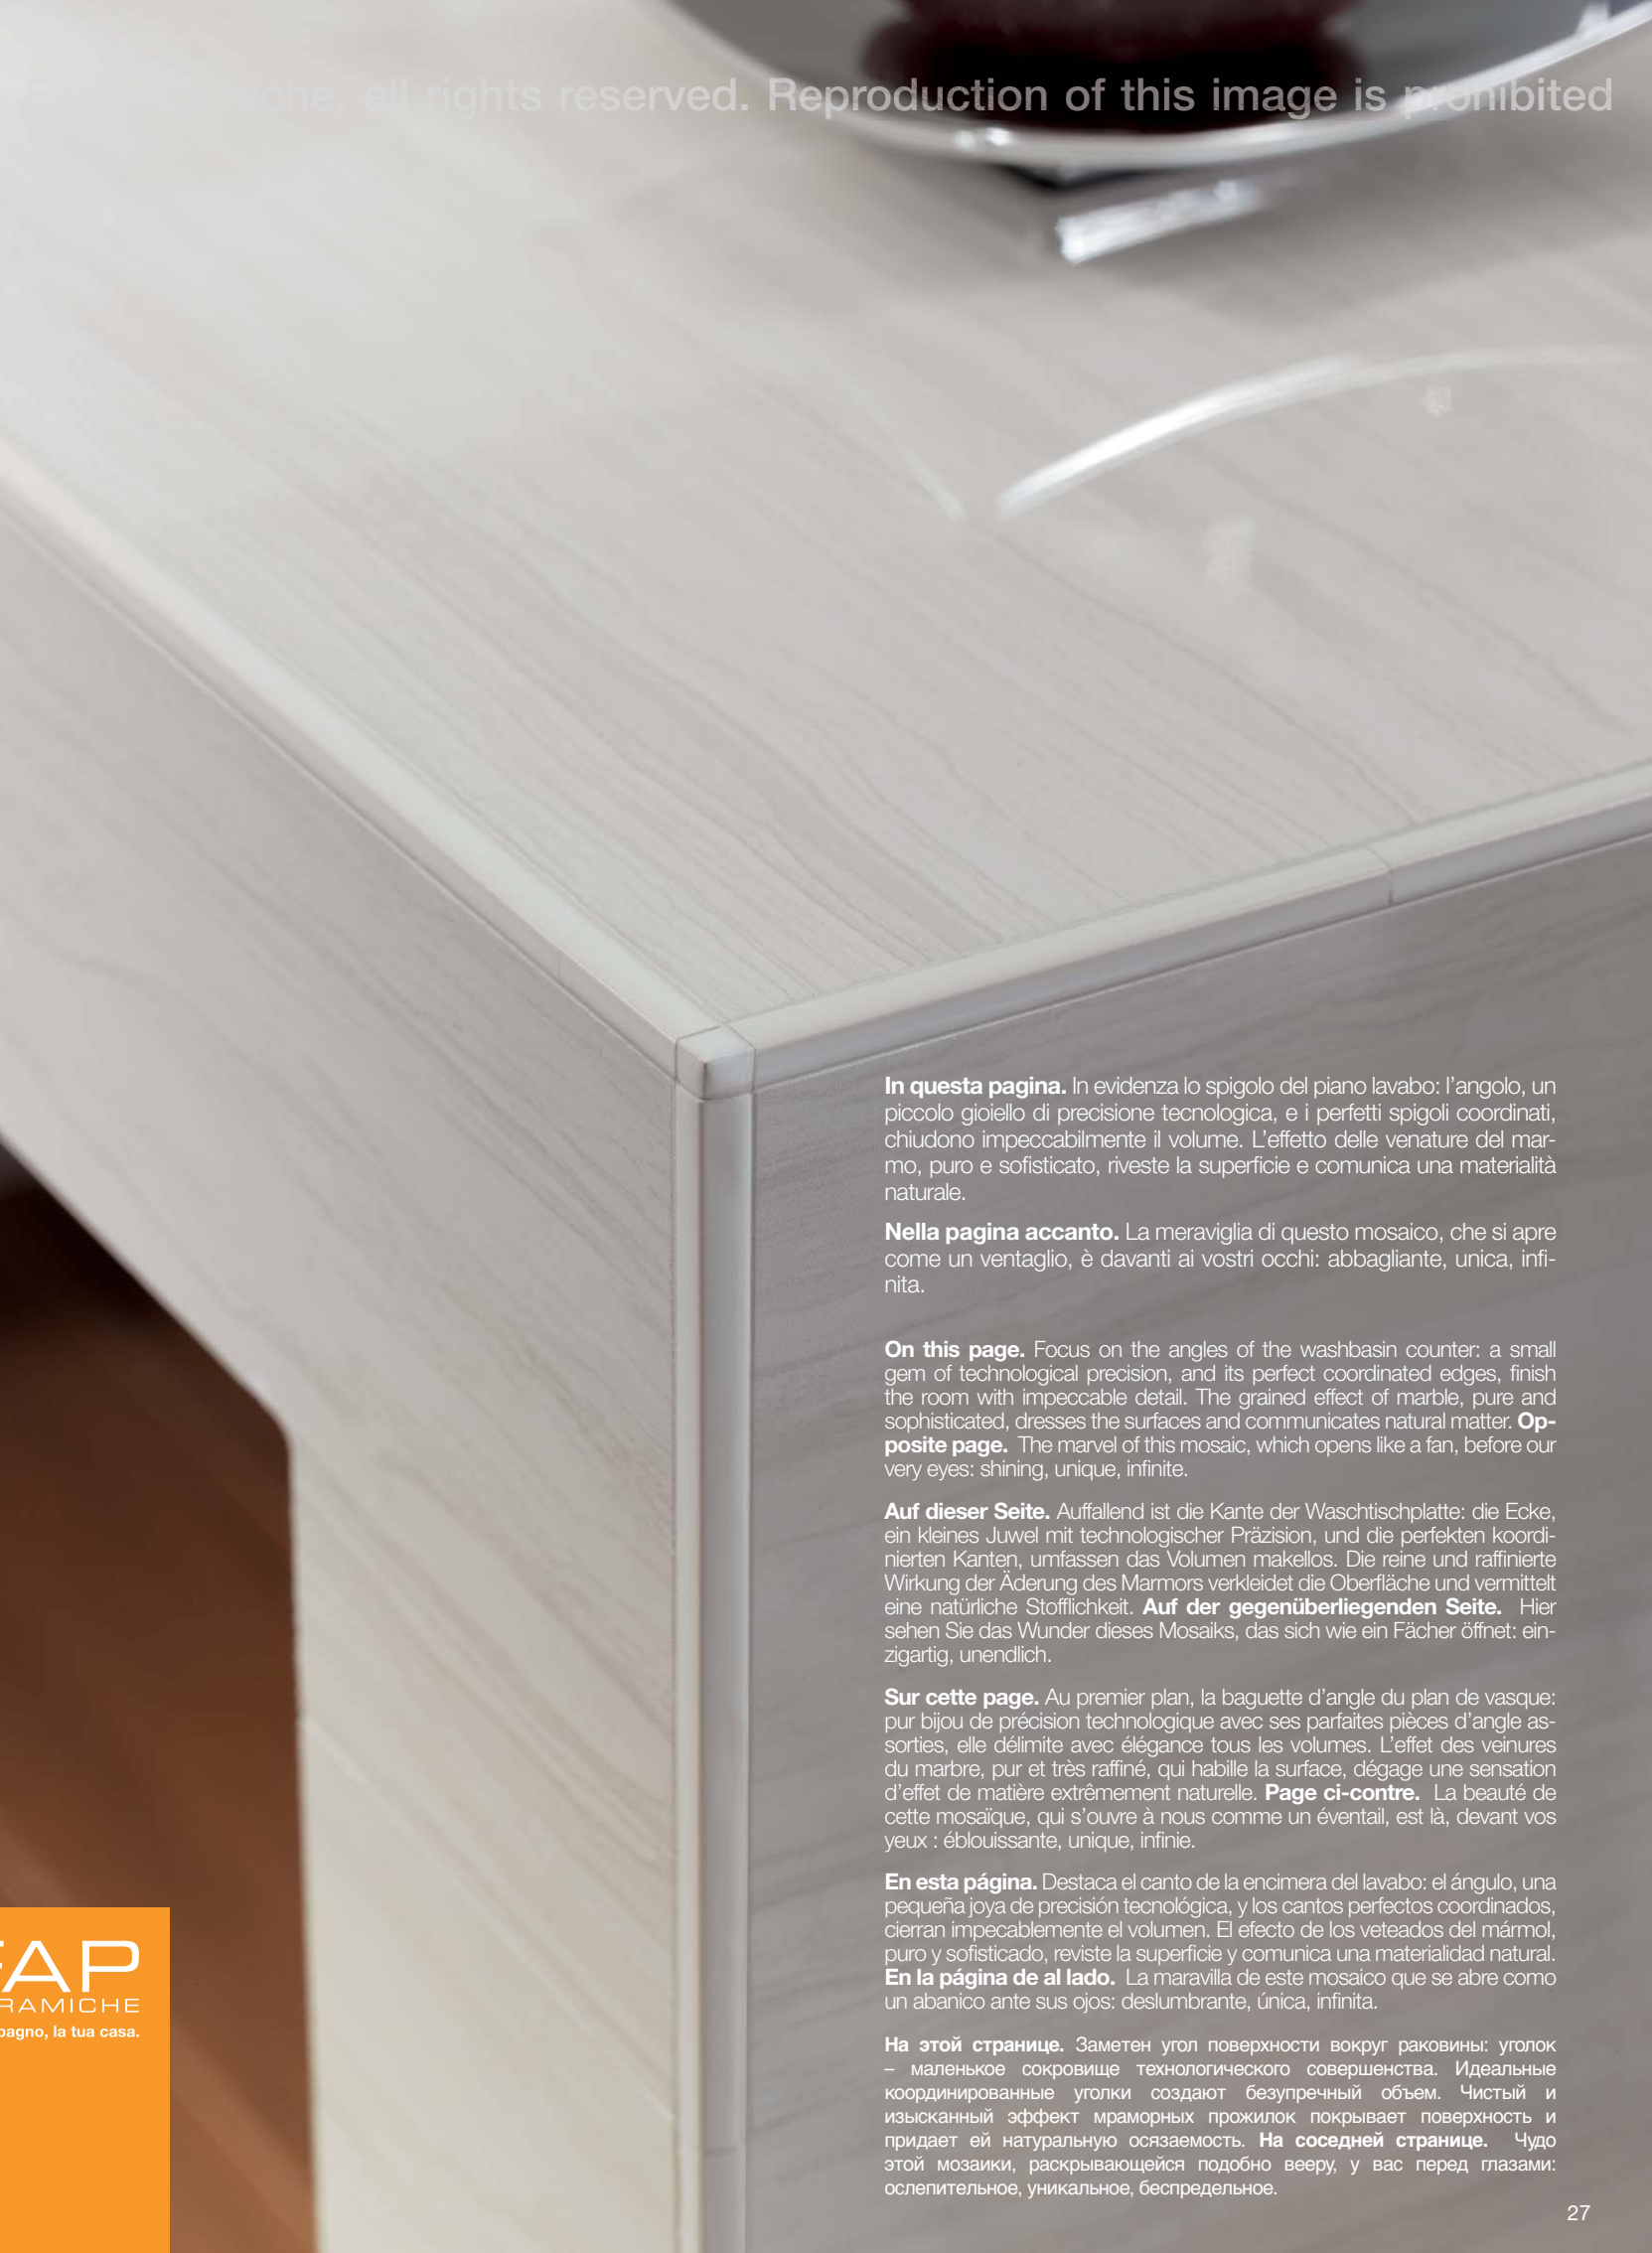 all rights reserved. Reproduction of this image is prohibited
In questa pagina. In evidenza lo spigolo del piano lavabo: l’angolo, un
piccolo gioiello di precisione tecnologica, e i perfetti spigoli coordinati,
chiudono impeccabilmente il volume. L’effetto delle venature del mar-
mo, puro e sofisticato, riveste la superficie e comunica una materialità
naturale.
Nella pagina accanto. La meraviglia di questo mosaico, che si apre
come un ventaglio, è davanti ai vostri occhi: abbagliante, unica, infi-
nita.
On this page. Focus on the angles of the washbasin counter: a small
gem of technological precision, and its perfect coordinated edges, finish
the room with impeccable detail. The grained effect of marble, pure and
sophisticated, dresses the surfaces and communicates natural matter. Op-
posite page. The marvel of this mosaic, which opens like a fan, before our
very eyes: shining, unique, infinite.
Auf dieser Seite. Auffallend ist die Kante der Waschtischplatte: die Ecke,
ein kleines Juwel mit technologischer Präzision, und die perfekten koordi-
nierten Kanten, umfassen das Volumen makellos. Die reine und raffinierte
Wirkung der Äderung des Marmors verkleidet die Oberfläche und vermittelt
eine natürliche Stofflichkeit. Auf der gegenüberliegenden Seite. Hier
sehen Sie das Wunder dieses Mosaiks, das sich wie ein Fächer öffnet: ein-
zigartig, unendlich.
Sur cette page. Au premier plan, la baguette d’angle du plan de vasque:
pur bijou de précision technologique avec ses parfaites pièces d’angle as-
sorties, elle délimite avec élégance tous les volumes. L’effet des veinures
du marbre, pur et très raffiné, qui habille la surface, dégage une sensation
d’effet de matière extrêmement naturelle. Page ci-contre. La beauté de
cette mosaïque, qui s’ouvre à nous comme un éventail, est là, devant vos
yeux : éblouissante, unique, infinie.
En esta página. Destaca el canto de la encimera del lavabo: el ángulo, una
pequeña joya de precisión tecnológica, y los cantos perfectos coordinados,
cierran impecablemente el volumen. El efecto de los veteados del mármol,
puro y sofisticado, reviste la superficie y comunica una materialidad natural.
En la página de al lado. La maravilla de este mosaico que se abre como
un abanico ante sus ojos: deslumbrante, única, infinita.
На этой странице. Заметен угол поверхности вокруг раковины: уголок
– маленькое сокровище технологического совершенства. Идеальные
координированные уголки создают безупречный объем. Чистый и
изысканный эффект мраморных прожилок покрывает поверхность и
придает ей натуральную осязаемость. На соседней странице. Чудо
этой мозаики, раскрывающейся подобно вееру, у вас перед глазами:
ослепительное, уникальное, беспредельное.
FAP
RAMICHE
bagno, la tua casa.
27